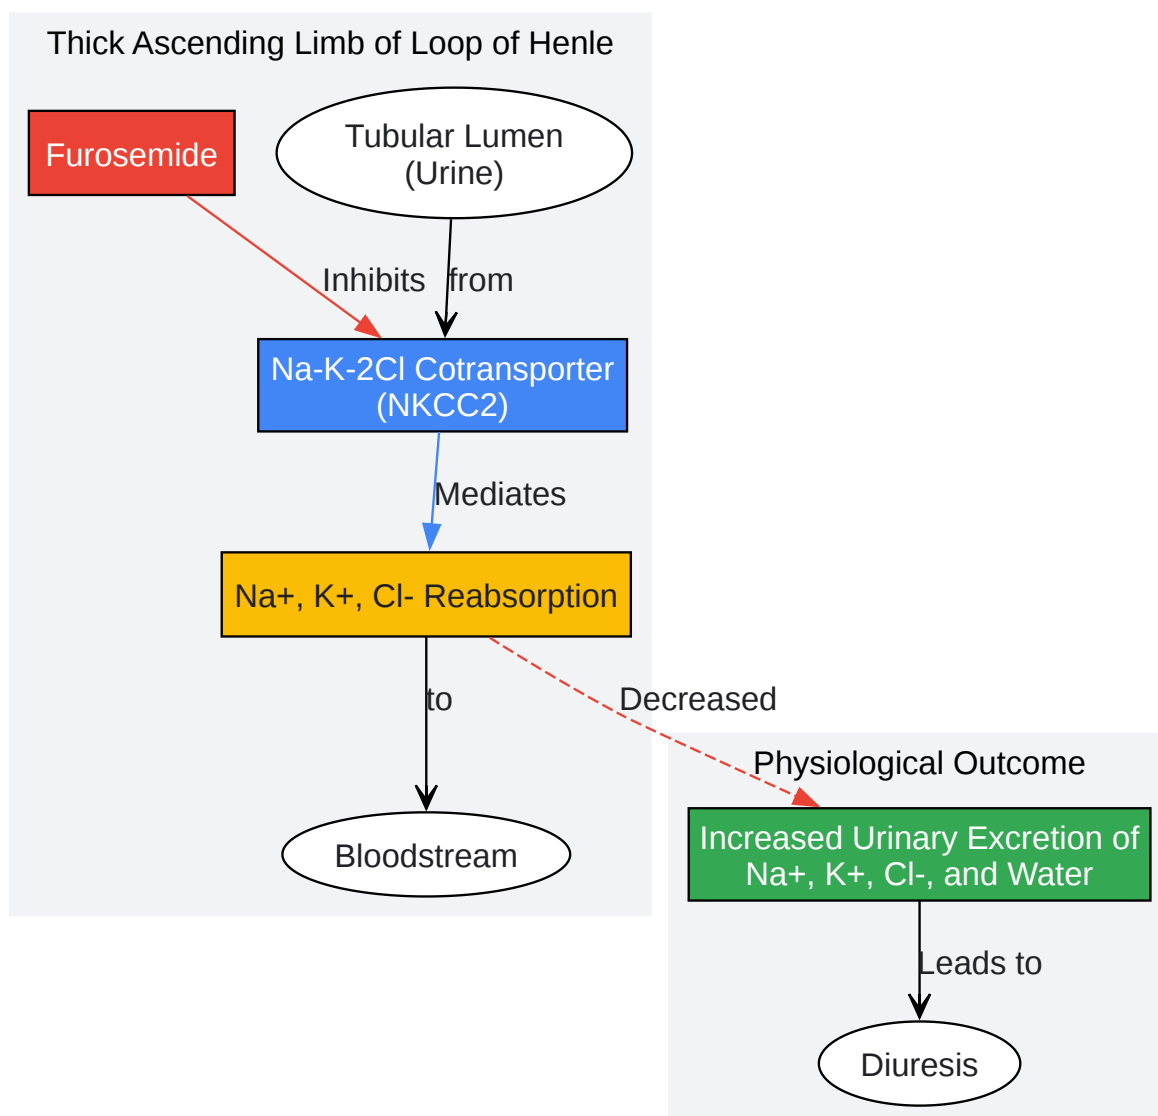 Thick Ascending Limb of Loop of Henle
Furosemide
Tubular Lumen
(Urine)
Inhibits
from
Na-K-2Cl Cotransporter
(NKCC2)
Mediates
Na+, K+, Cl- Reabsorption
to
Decreased
Physiological Outcome
Bloodstream
Increased Urinary Excretion of
Na+, K+, Cl-, and Water
Leads to
Diuresis